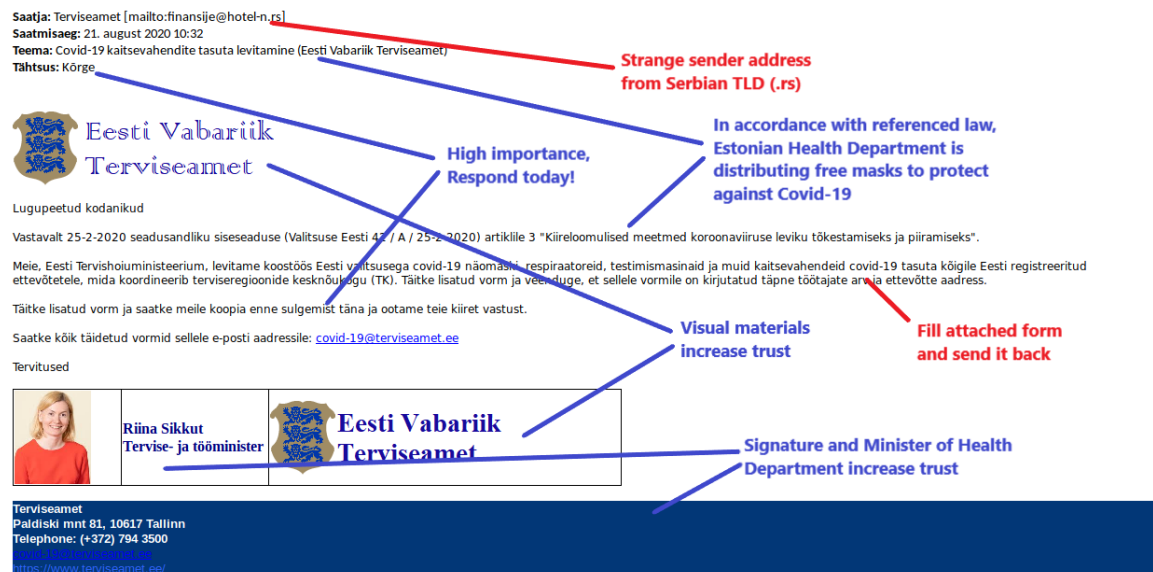 Saatja: Terviseamet [mailto:finansije@hotel-n.rs]
Saatmisaeg: 21. august 2020 10:32
Teema: Covid-19 kaitsevahendite tasuta levitamine (Eesti Vabariik Terviseamet)
Tähtsus: Kõrge
Strange sender address
from Serbian TLD (.rs)
Eesti Vabariik
Terviseamet
High importance,
Respond today!
In accordance with referenced law,
Estonian Health Department is
distributing free masks to protect
against Covid-19
Lugupeetud kodanikud
Vastavalt 25-2-2020 seadusandliku siseseaduse (Valitsuse Eesti 42 / A / 25-2-2020) artiklile 3 "Kiireloomulised meetmed koroonaviiruse leviku tõkestamiseks ja piiramiseks".
Meie, Eesti Tervishoiuministeerium, levitame koostöös Eesti valitsusega covid-19 näomaski, respiraatoreid, testimismasinaid ja muid kaitsevahendeid covid-19 tasuta kõigile Eesti registreeritud
ettevõtetele, mida koordineerib terviseregioonide kesknõukogu (TK). Täitke lisatud vorm ja veenduge, et sellele vormile on kirjutatud täpne töötajate arv ja ettevõtte aadress.
Täitke lisatud vorm ja saatke meile koopia enne sulgemist täna ja ootame teie kiiret vastust.
Saatke kõik täidetud vormid sellele e-posti aadressile: covid-19@terviseamet.ee
Tervitused
Visual materials
increase trust
Fill attached form
and send it back
Riina Sikkut
Tervise- ja tööminister
Eesti Vabariik
Terviseamet
Signature and Minister of Health
Department increase trust
Terviseamet
Paldiski mnt 81, 10617 Tallinn
Telephone: (+372) 794 3500
covid-19@terviseamet.ee
https://www.terviseamet.ee/